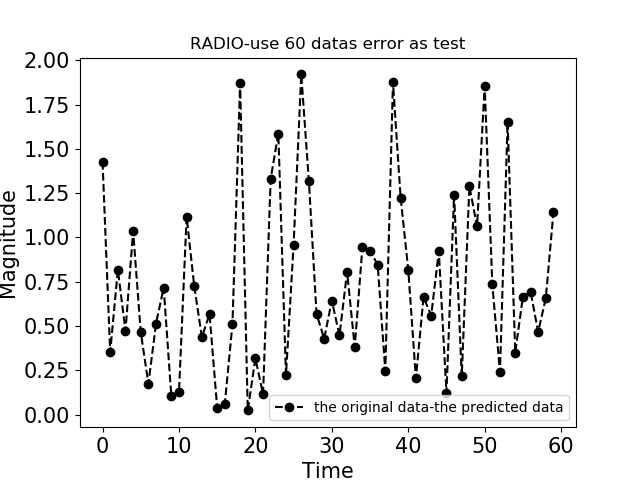 RADIO-use 60 datas error as test
2.00
1.75
1.50
1.25
1.00
0.75
0.50
0.25
0.00
Magnitude
the original data-the predicted data
0 10 20 30 40 50 60
Time